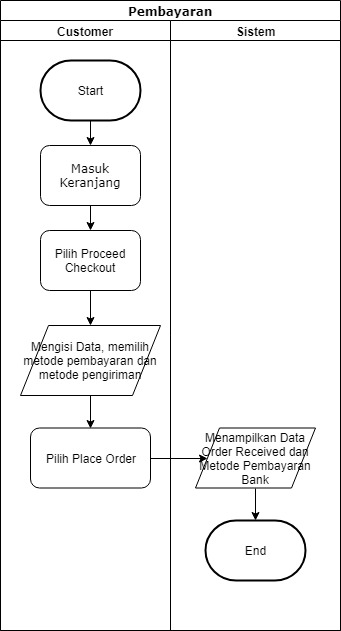 Pembayaran
Customer
Sistem
Start
Masuk
Keranjang
Pilih Proceed
Checkout
Mengisi Data, memilih
metode pembayaran dan
metode pengiriman
Pilih Place Order
Menampilkan Data
Order Received dan
Metode Pembayaran
Bank
End